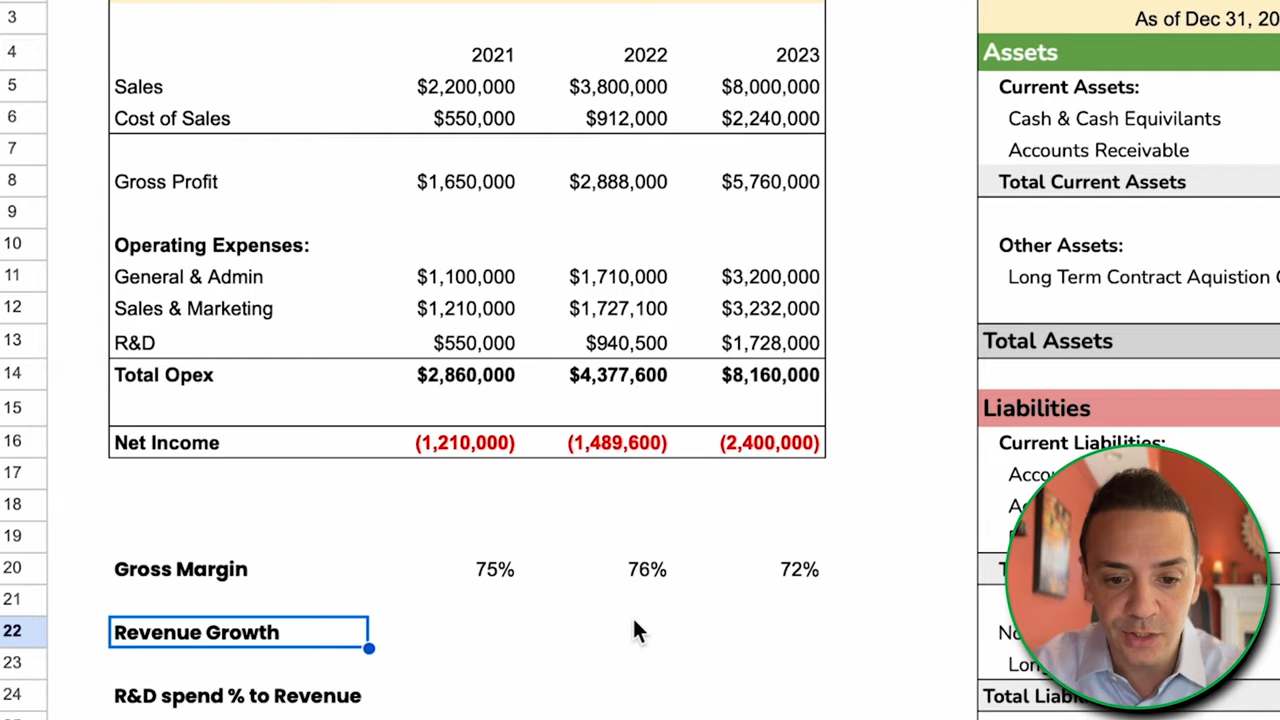 3 As of Dec 31, 20
4 2021 2022 2023 Assets
5 Sales $2,200,000 $3,800,000 $8,000,000 Current Assets:
6 Cost of Sales $550,000 $912,000 $2,240,000 Cash & Cash Equivilants
7 Accounts Receivable
8 Gross Profit $1,650,000 $2,888,000 $5,760,000 Total Current Assets
9
10 Operating Expenses: Other Assets:
11 General & Admin $1,100,000 $1,710,000 $3,200,000 Long Term Contract Aquistion
12 Sales & Marketing $1,210,000 $1,727,100 $3,232,000
13 R&D $550,000 $940,500 $1,728,000 Total Assets
14 Total Opex $2,860,000 $4,377,600 $8,160,000
15 Liabilities
16 Net Income (1,210,000) (1,489,600) (2,400,000) Current Liabilities:
17 Acco
18
19
20 Gross Margin 75% 76% 72%
21
22 Revenue Growth
23
24 R&D spend % to Revenue Total Liab